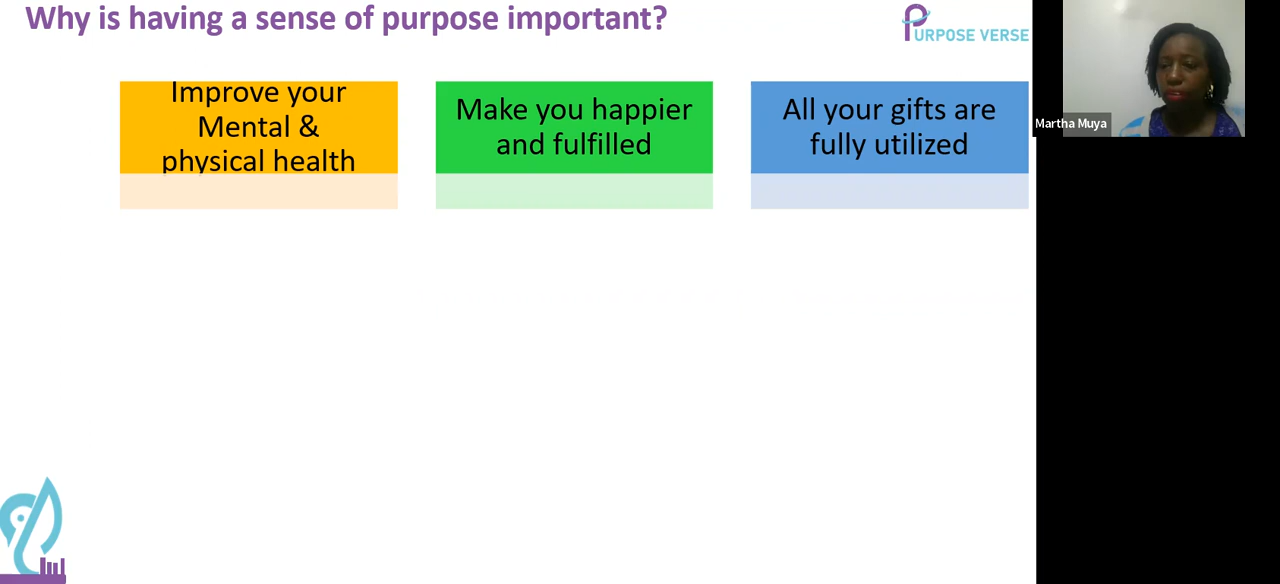 Why is having a sense of purpose important?
PURPOSE VERSE
Improve your
Mental &
physical health
Make you happier
and fulfilled
All your gifts are
fully utilized
Martha Muya